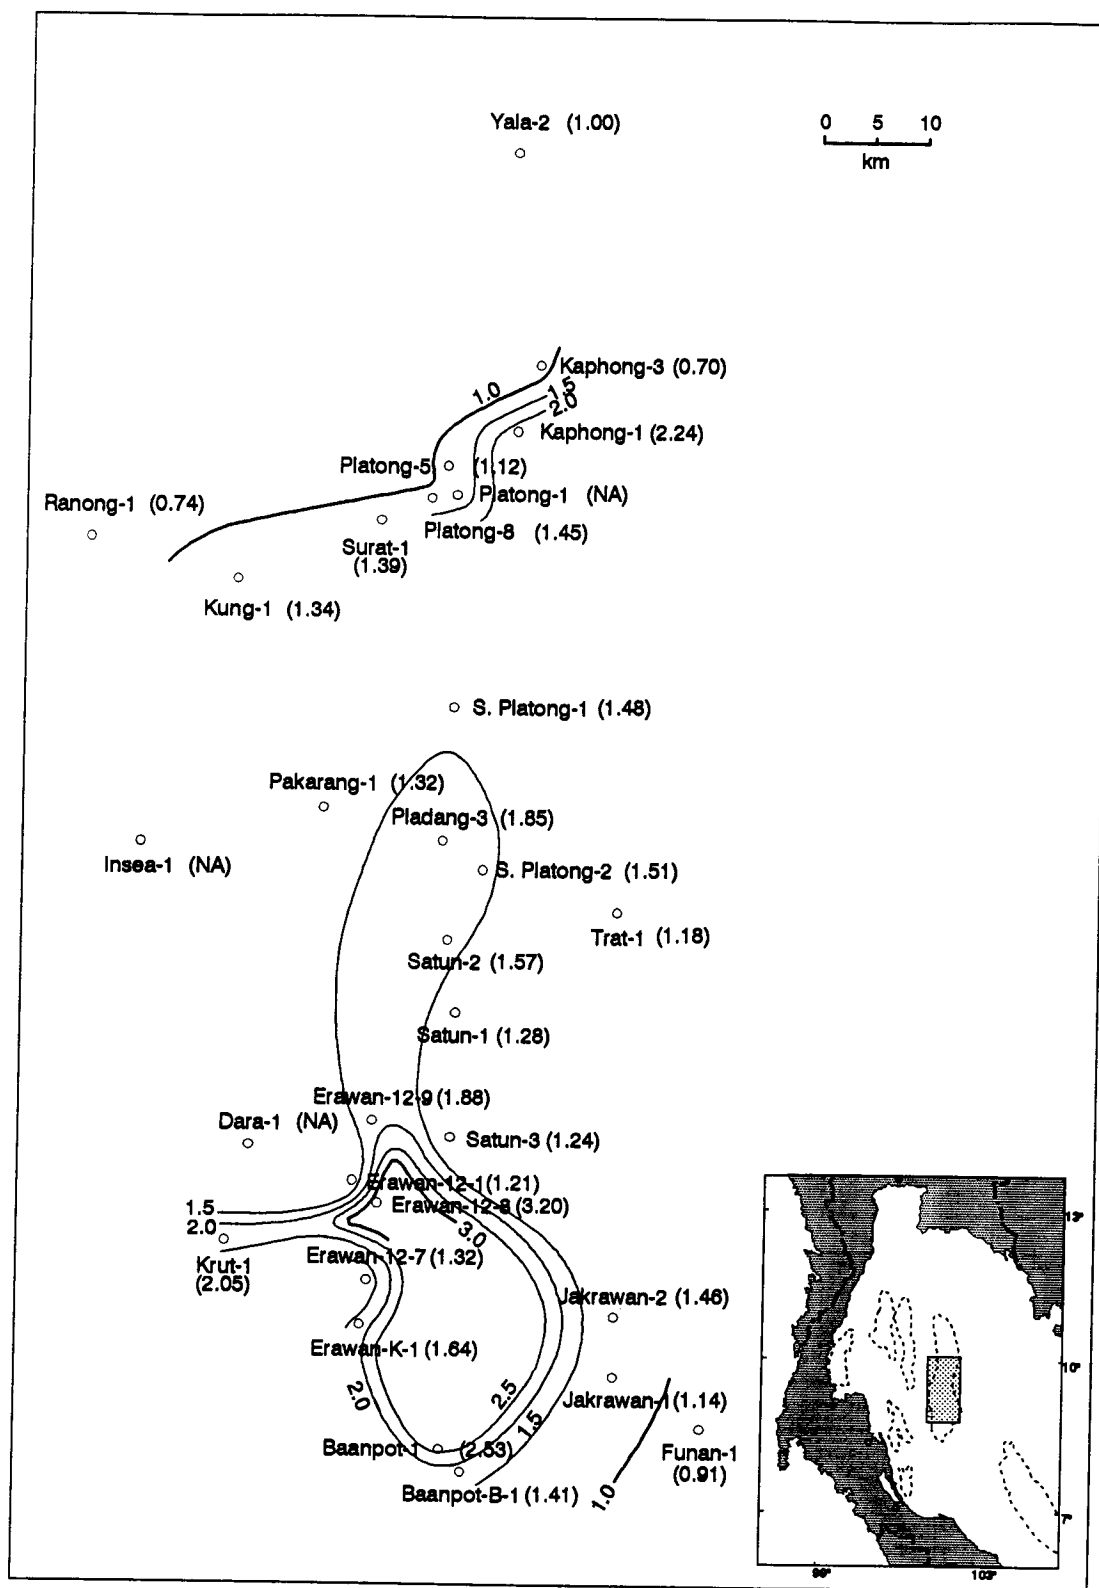 Yala-2 (1.00)
0 5 10
km
Kaphong-3 (0.70)
1.0
1.5
2.0
Kaphong-1 (2.24)
Platong-5 (1.12)
Ranong-1 (0.74)
Platong-1 (NA)
Platong-8 (1.45)
Surat-1
(1.39)
Kung-1 (1.34)
S. Platong-1 (1.48)
Pakarang-1 (1.32)
Pladang-3 (1.85)
Insea-1 (NA)
S. Platong-2 (1.51)
Trat-1 (1.18)
Satun-2 (1.57)
Satun-1 (1.28)
Erawan-12-9 (1.88)
Dara-1 (NA)
Satun-3 (1.24)
Erawan-12-1 (1.21)
1.5
Erawan-12-8 (3.20)
2.0
3.0
Krut-1
(2.05)
Erawan-12-7 (1.32)
Jakrawan-2 (1.46)
Erawan-K-1 (1.64)
2.0
2.5
Jakrawan-1 (1.14)
1.5
Baanpot-1 (2.53)
Funan-1
(0.91)
Baanpot-B-1 (1.41)
1.0
13°
10°
7°
99°
103°